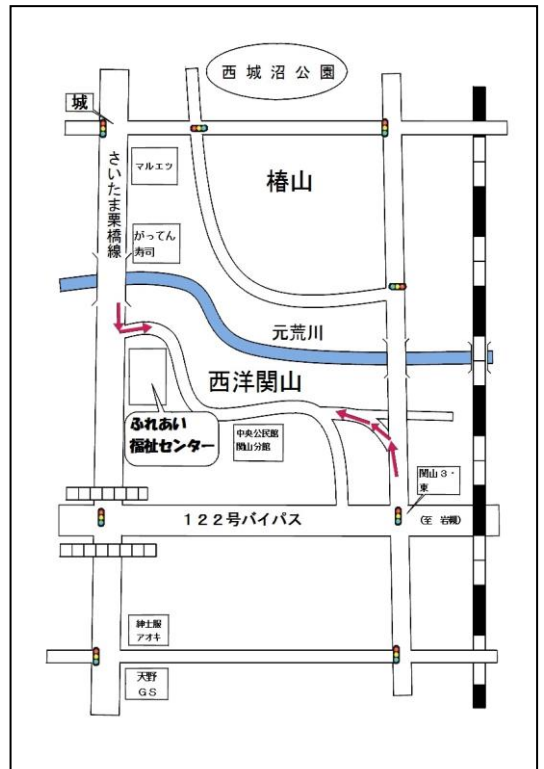 西城沼公園
城
さいたま栗橋線
マルエツ
椿山
がってん
寿司
元荒川
西洋関山
ふれあい
福祉センター
中央公民館
関山分館
関山3・
東
122号バイパス
(至 岩槻)
紳士服
アオキ
天野
GS